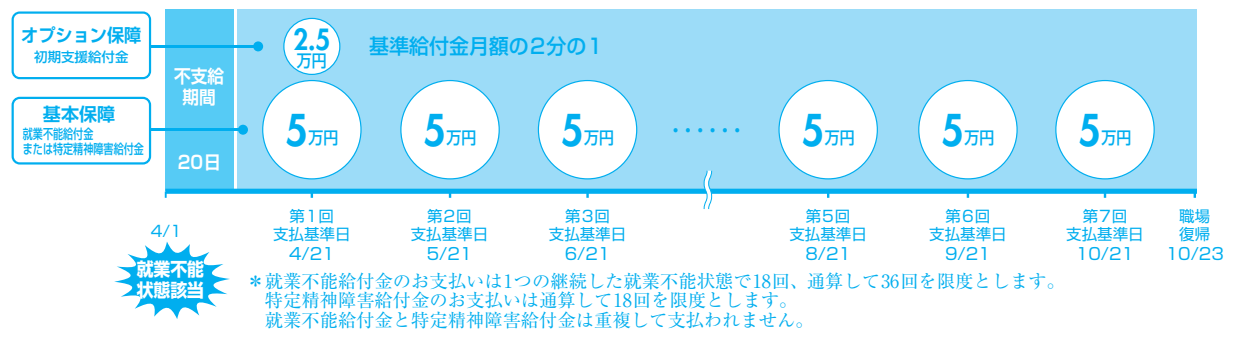 オプション保障
初期支援給付金
2.5
万円
基準給付金月額の2分の1
不支給
期間
20日
基本保障
就業不能給付金
または特定精神障害給付金
5万円
5万円
5万円
……
5万円
5万円
5万円
4/1
就業不能
状態該当
第1回
支払基準日
4/21
第2回
支払基準日
5/21
第3回
支払基準日
6/21
第5回
支払基準日
8/21
第6回
支払基準日
9/21
第7回
支払基準日
10/21
職場
復帰
10/23
＊就業不能給付金のお支払いは1つの継続した就業不能状態で18回、通算して36回を限度とします。
特定精神障害給付金のお支払いは通算して18回を限度とします。
就業不能給付金と特定精神障害給付金は重複して支払われません。